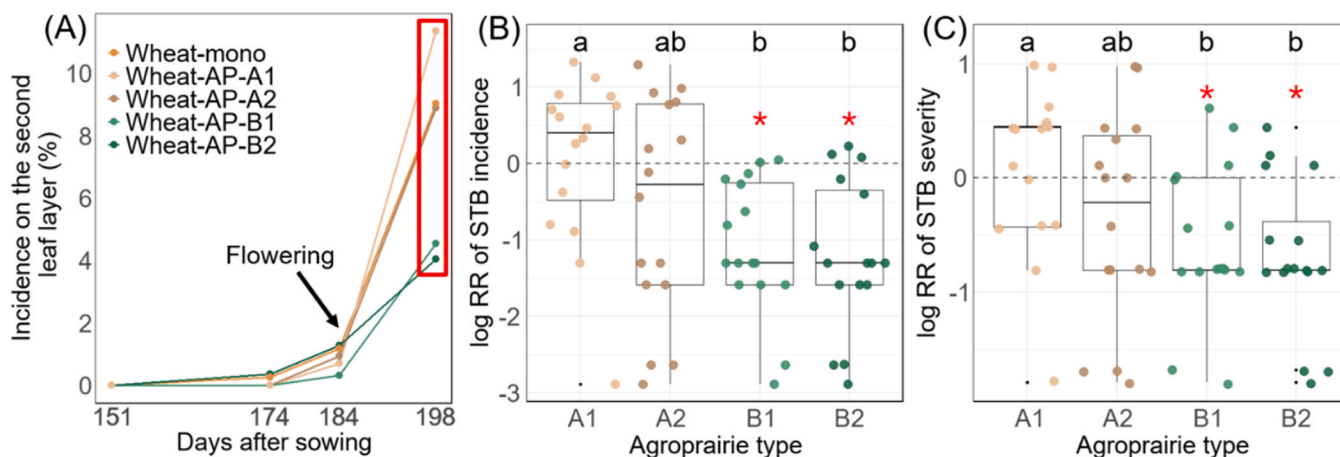 (A)
Wheat-mono
Wheat-AP-A1
Wheat-AP-A2
Wheat-AP-B1
Wheat-AP-B2
Flowering
Incidence on the second
leaf layer (%)
10
8
6
4
2
0
151
174
184
198
Days after sowing
(B)
a
ab
b
b
*
*
log RR of STB incidence
1
0
-1
-2
-3
A1
A2
B1
B2
Agroprairie type
(C)
a
ab
b
b
*
*
log RR of STB severity
1
0
-1
A1
A2
B1
B2
Agroprairie type